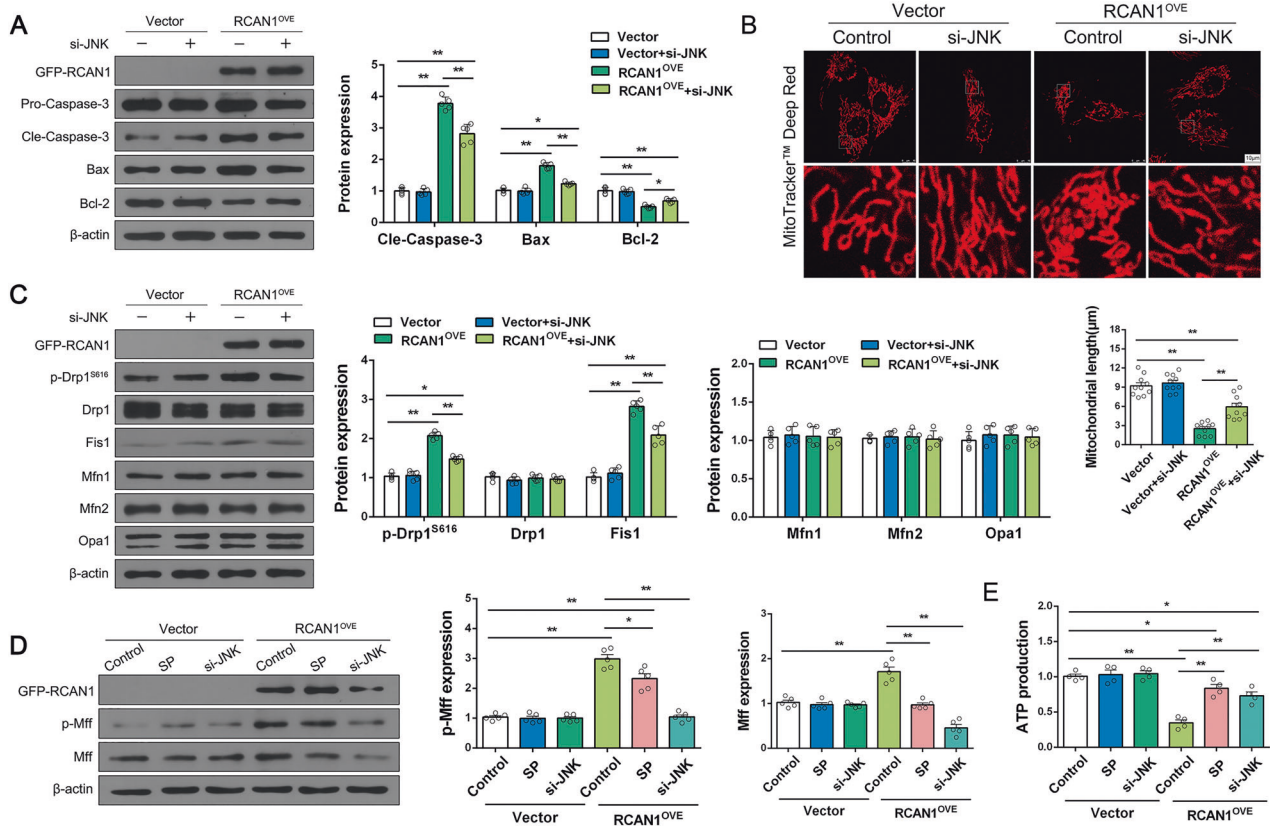 A
Vector RCAN1OVE
si-JNK − + − +
GFP-RCAN1
Pro-Caspase-3
Cle-Caspase-3
Bax
Bcl-2
β-actin
Protein expression
6
4
2
1
0
** ** **
* ** **
** ** *
Cle-Caspase-3 Bax Bcl-2
Vector
Vector+si-JNK
RCAN1OVE
RCAN1OVE+si-JNK
B
Vector RCAN1OVE
Control si-JNK Control si-JNK
MitoTracker™ Deep Red
10μm
Mitochondrial length(μm)
15
12
9
6
3
0
**
**
**
Vector
Vector+si-JNK
RCAN1OVE
RCAN1OVE+si-JNK
C
Vector RCAN1OVE
si-JNK − + − +
GFP-RCAN1
p-Drp1S616
Drp1
Fis1
Mfn1
Mfn2
Opa1
β-actin
Vector Vector+si-JNK
RCAN1OVE RCAN1OVE+si-JNK
Protein expression
4
3
2
1
0
* ** **
** ** **
p-Drp1S616 Drp1 Fis1
Vector Vector+si-JNK
RCAN1OVE RCAN1OVE+si-JNK
Protein expression
2.0
1.5
1.0
0.5
0.0
Mfn1 Mfn2 Opa1
D
Vector RCAN1OVE
Control SP si-JNK Control SP si-JNK
GFP-RCAN1
p-Mff
Mff
β-actin
p-Mff expression
5
4
3
2
1
0
** **
** *
Control SP si-JNK Control SP si-JNK
Vector RCAN1OVE
Mff expression
3
2
1
0
**
** **
Control SP si-JNK Control SP si-JNK
Vector RCAN1OVE
E
ATP production
2.0
1.5
1.0
0.5
0.0
*
*
** ** **
Control SP si-JNK Control SP si-JNK
Vector RCAN1OVE